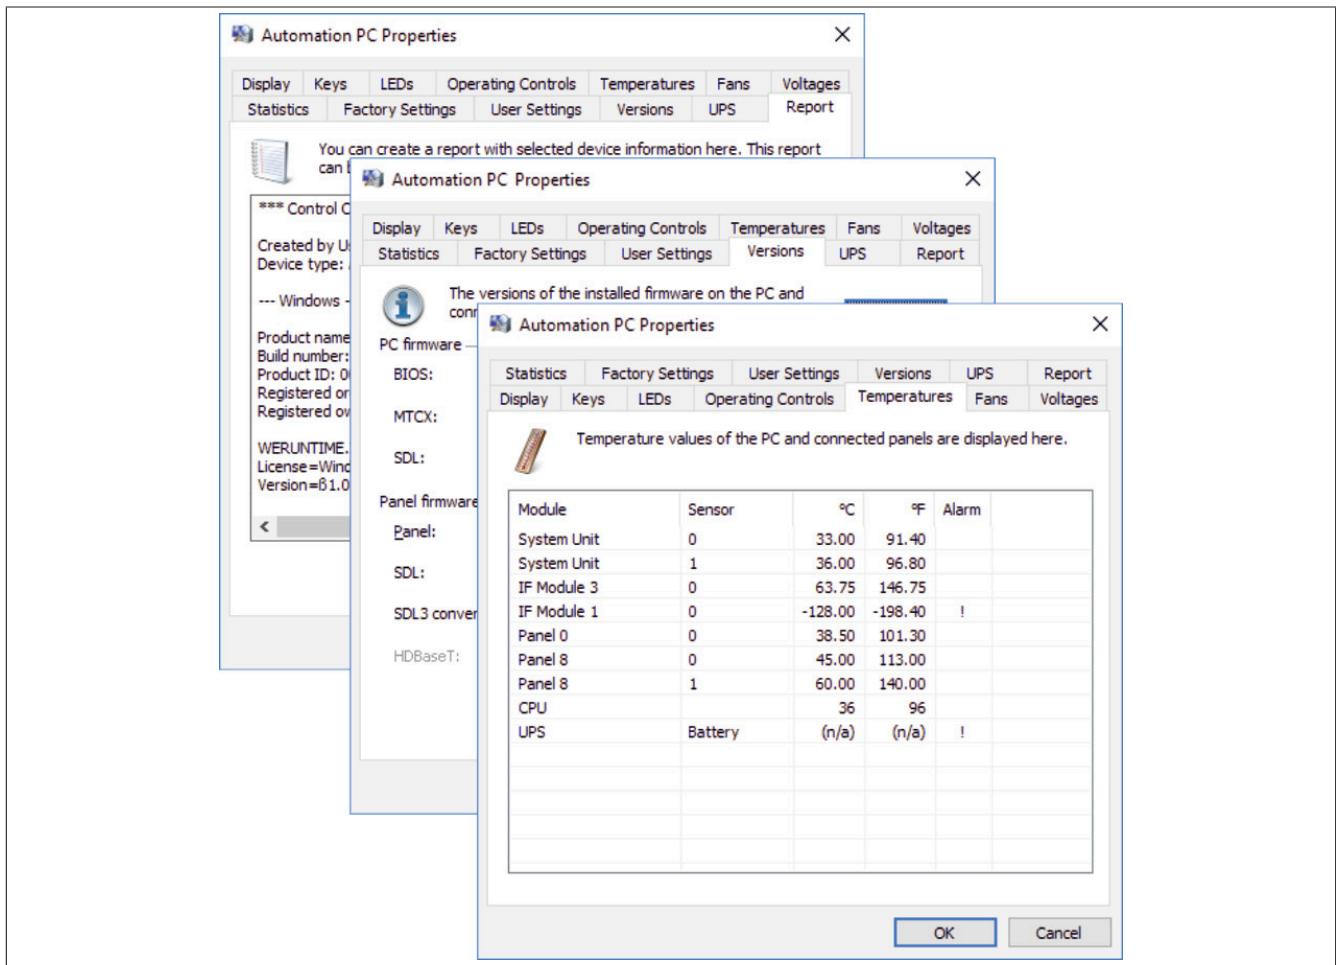 Automation PC Properties
Display Keys LEDs Operating Controls Temperatures Fans Voltages
Statistics Factory Settings User Settings Versions UPS Report
You can create a report with selected device information here. This report
can
*** Control
Created by
Device type:
--- Windows -
Product name
Build number:
Product ID:
Registered
Registered
WERUNTIME.
License=
Version=ß1.0
Automation PC Properties
Display Keys LEDs Operating Controls Temperatures Fans Voltages
Statistics Factory Settings User Settings Versions UPS Report
The versions of the installed firmware on the PC and
PC firmware
BIOS:
MTCX:
SDL:
Panel firmware
Panel:
SDL:
SDL3
HDBaseT:
Automation PC Properties
Statistics Factory Settings User Settings Versions UPS Report
Display Keys LEDs Operating Controls Temperatures Fans Voltages
Temperature values of the PC and connected panels are displayed here.
Module Sensor °C °F Alarm
System Unit 0 33.00 91.40
System Unit 1 36.00 96.80
IF Module 3 0 63.75 146.75
IF Module 1 0 -128.00 -198.40 !
Panel 0 0 38.50 101.30
Panel 8 0 45.00 113.00
Panel 8 1 60.00 140.00
CPU 36 96
UPS Battery (n/a) (n/a) !
OK Cancel